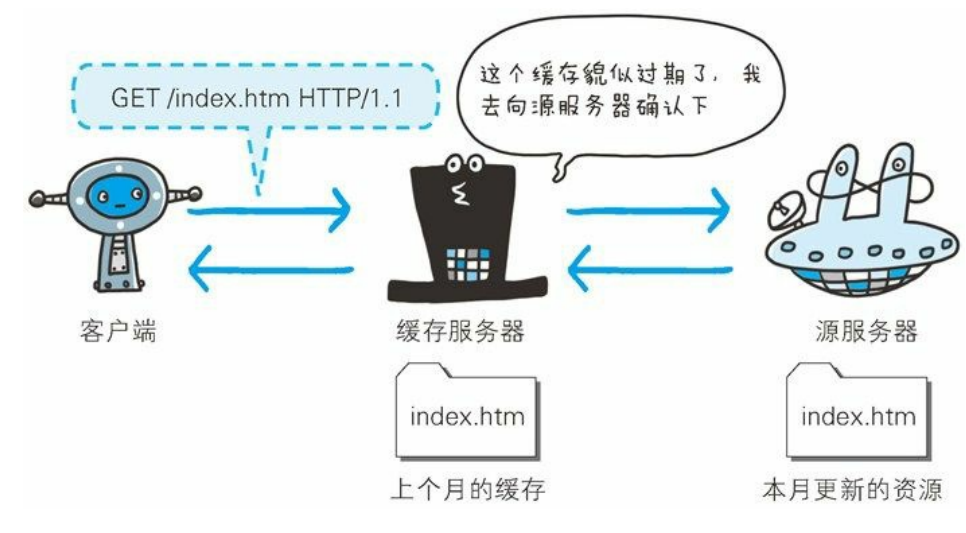 GET /index.htm HTTP/1.1
这个缓存貌似过期了，我
去向源服务器确认下
客户端
缓存服务器
源服务器
index.htm
index.htm
上个月的缓存
本月更新的资源